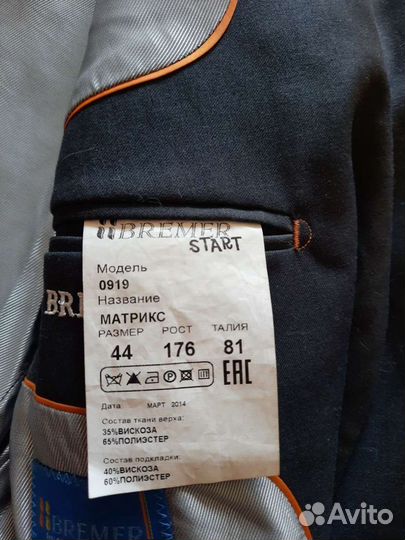 BREMER
START
Модель
0919
Название
МАТРИКС
РАЗМЕР РОСТ ТАЛИЯ
44 176 81
EAC
Дата: МАРТ 2014
Состав ткани верха:
35%ВИСКОЗА
65%ПОЛИЭСТЕР
Состав подкладки:
40%ВИСКОЗА
60%ПОЛИЭСТЕР
BRE
BREMER
Avito